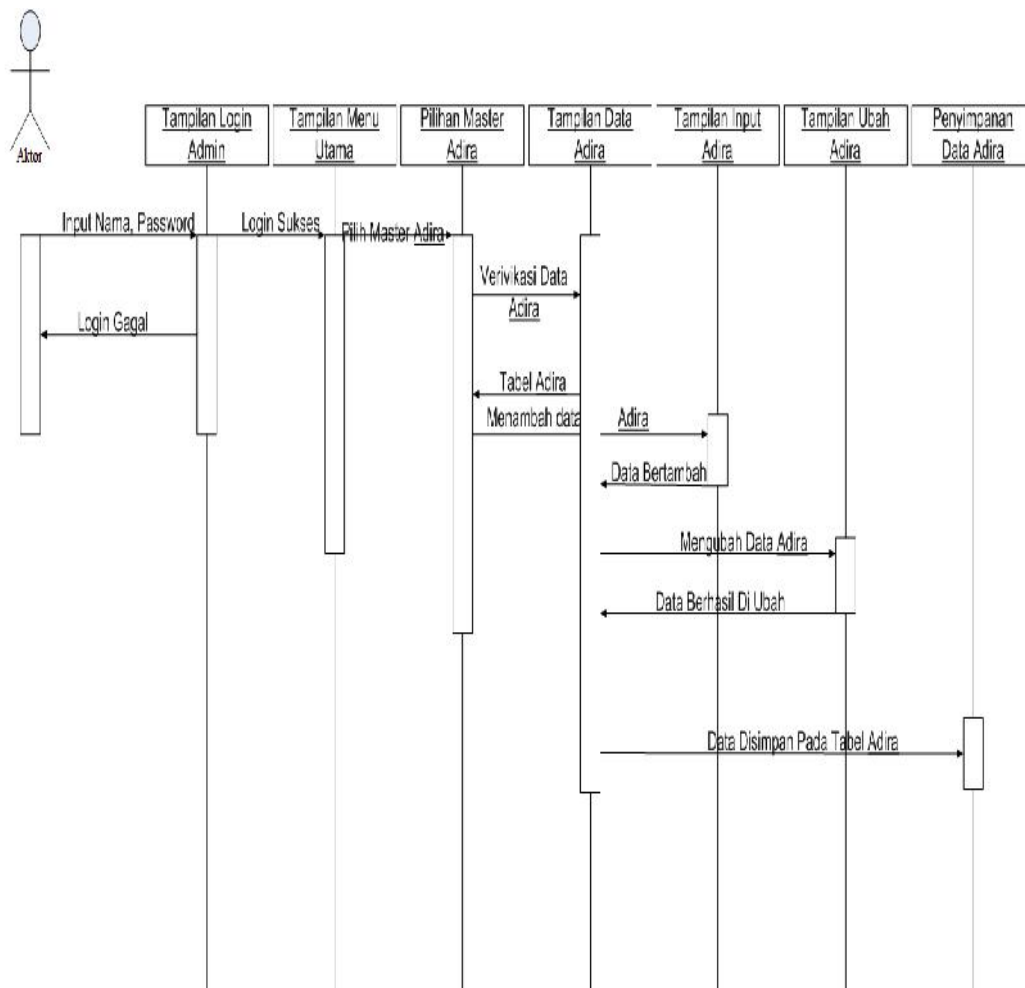 Aktor
Tampilan Login
Admin
Tampilan Menu
Utama
Pilihan Master
Adira
Tampilan Data
Adira
Tampilan Input
Adira
Tampilan Ubah
Adira
Penyimpanan
Data Adira
Input Nama, Password
Login Sukses
Pilih Master Adira
Verivikasi Data
Adira
Login Gagal
Tabel Adira
Menambah data Adira
Data Bertambah
Mengubah Data Adira
Data Berhasil Di Ubah
Data Disimpan Pada Tabel Adira